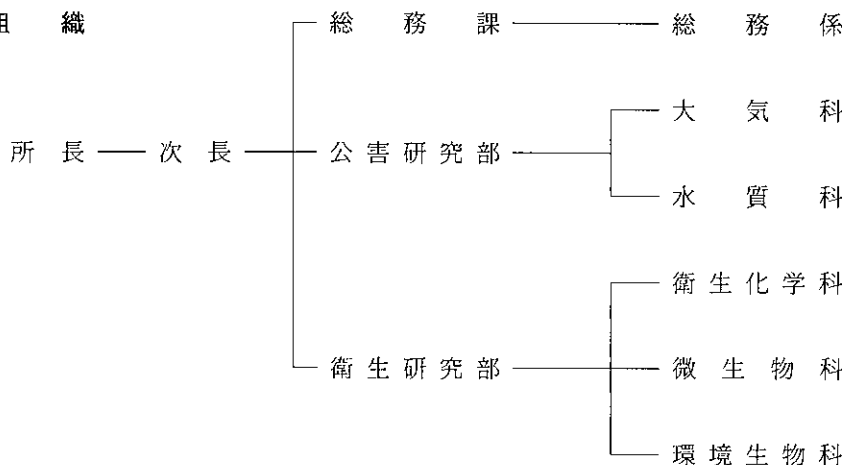 組織
総務課 総務係
大気科
所長 次長 公害研究部
水質科
衛生化学科
衛生研究部 微生物科
環境生物科